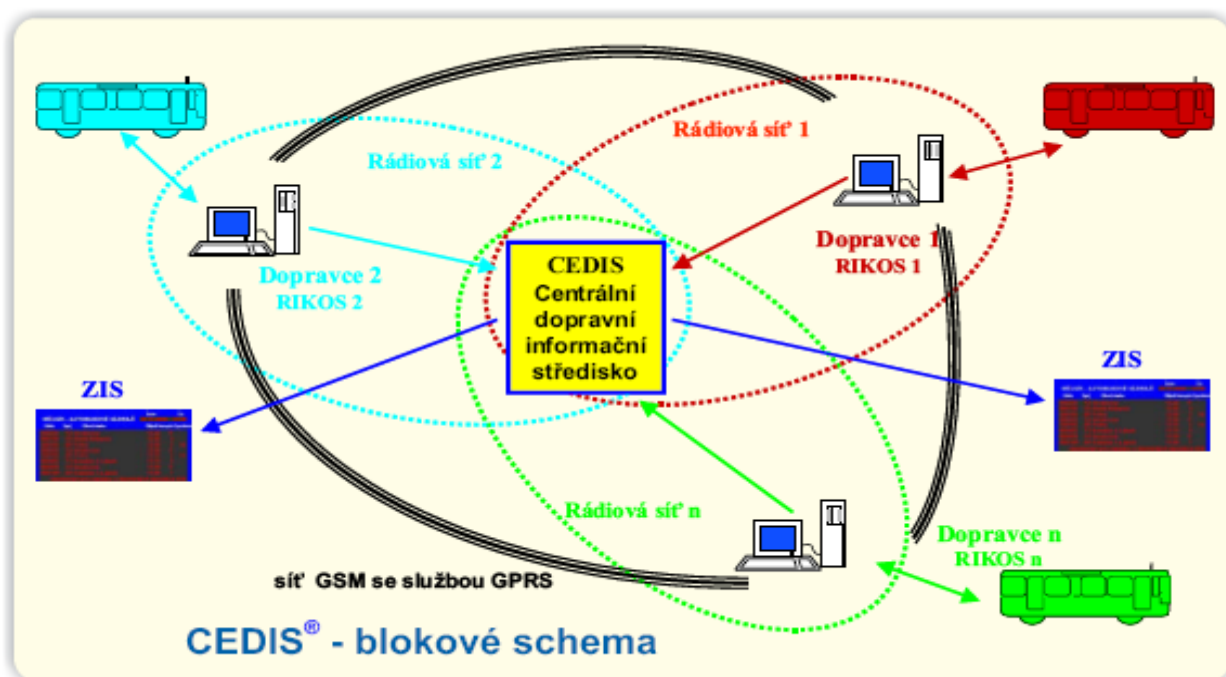 Rádiová síť 1
Rádiová síť 2
Dopravce 1
RIKOS 1
Dopravce 2
RIKOS 2
CEDIS
Centrální
dopravní
informační
středisko
ZIS
ZIS
Rádiová síť n
Dopravce n
RIKOS n
síť GSM se službou GPRS
CEDIS® - blokové schema